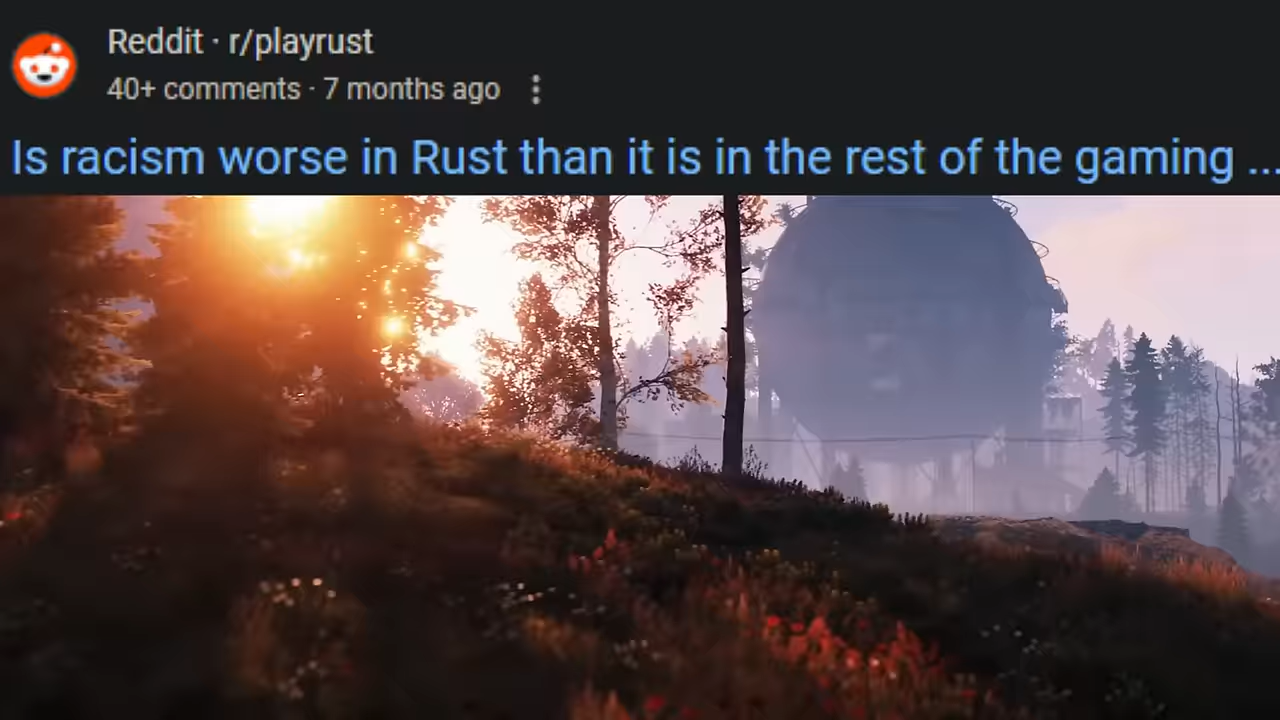 Reddit · r/playrust
40+ comments · 7 months ago
Is racism worse in Rust than it is in the rest of the gaming ...